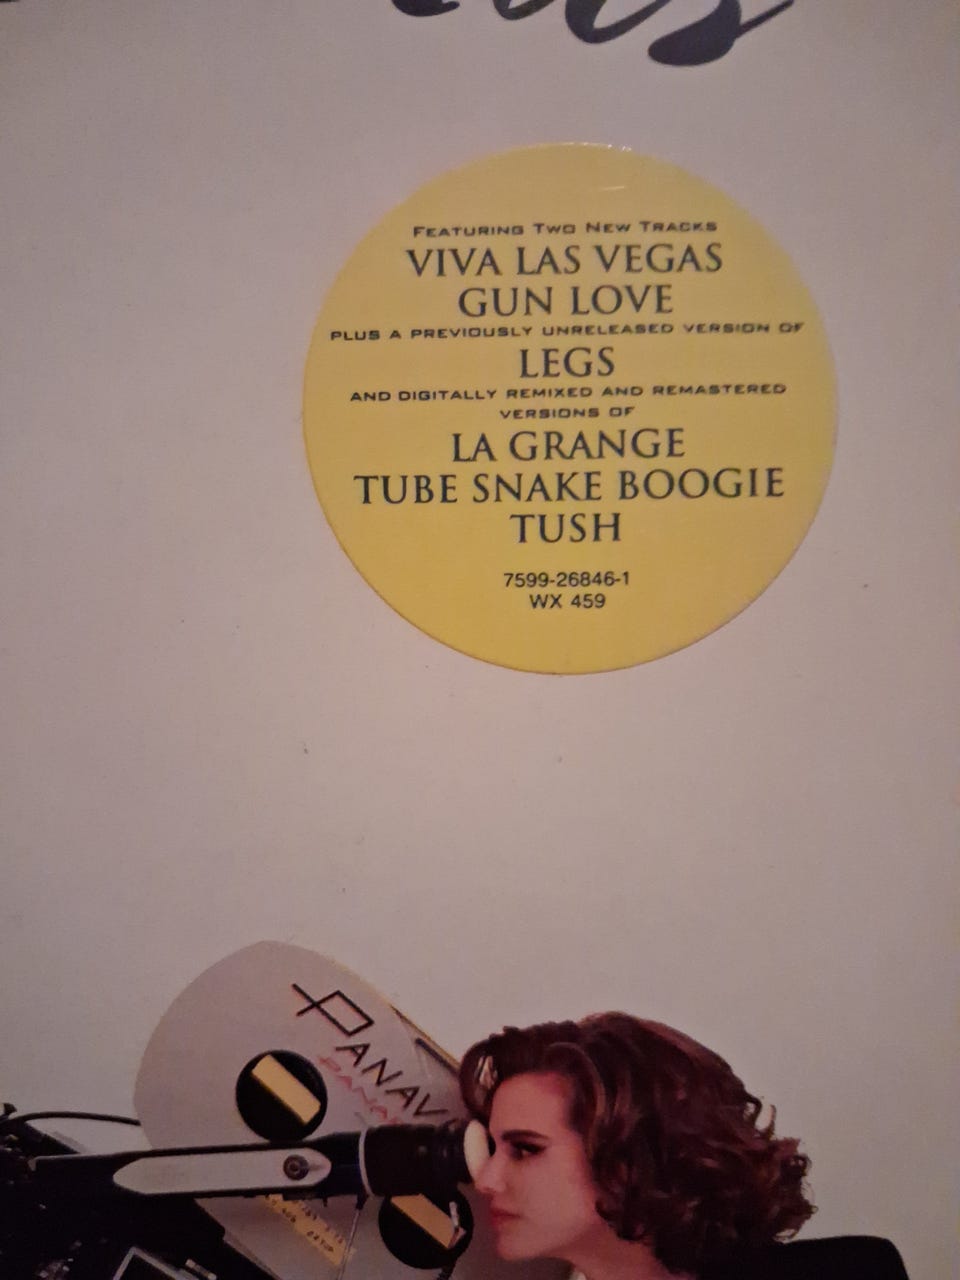 FEATURING TWO NEW TRACKS
VIVA LAS VEGAS
GUN LOVE
PLUS A PREVIOUSLY UNRELEASED VERSION OF
LEGS
AND DIGITALLY REMIXED AND REMASTERED
VERSIONS OF
LA GRANGE
TUBE SNAKE BOOGIE
TUSH
7599-26846-1
WX 459
PANAV